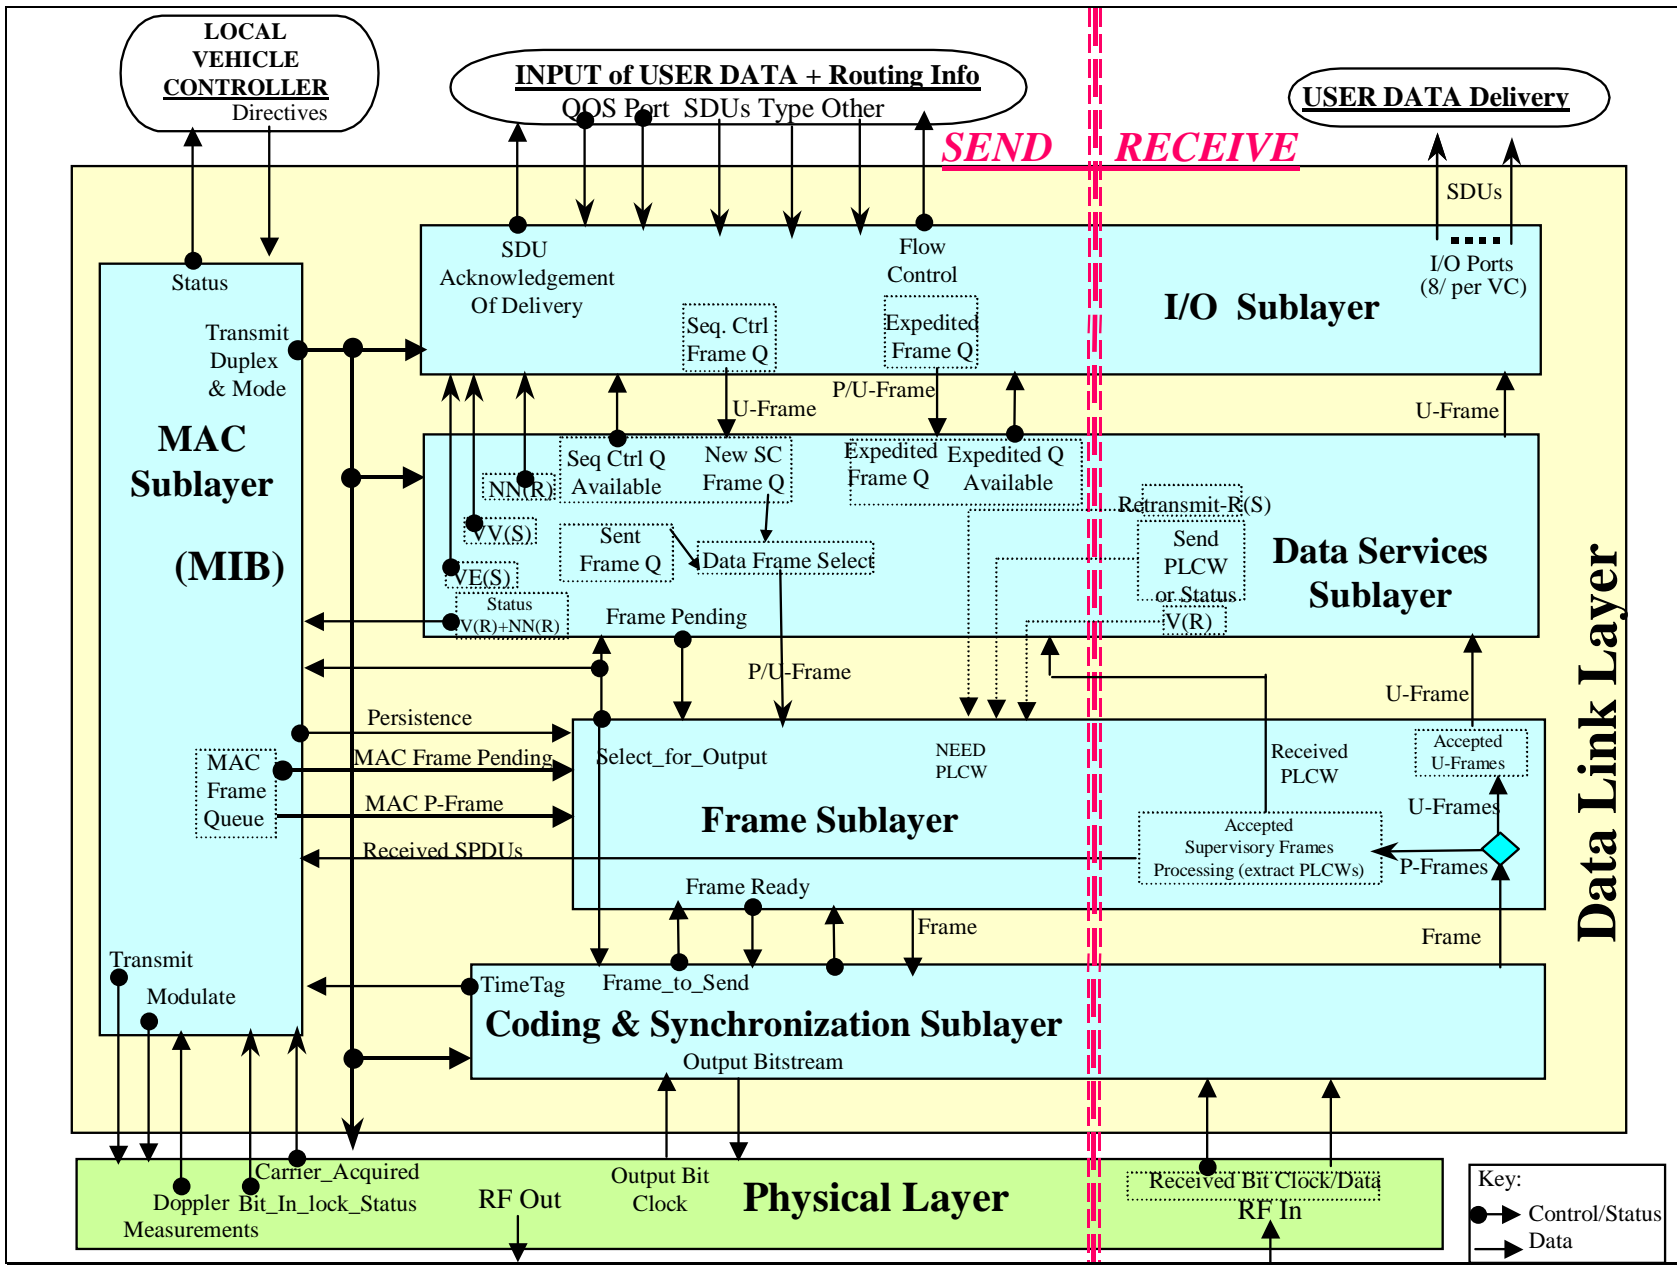 LOCAL
VEHICLE
CONTROLLER
Directives
INPUT of USER DATA + Routing Info
QOS Port SDUs Type Other
USER DATA Delivery
SEND RECEIVE
SDUs
Status
SDU
Acknowledgement
Of Delivery
Flow
Control
I/O Ports
(8/ per VC)
I/O Sublayer
Seq. Ctrl
Frame Q
Expedited
Frame Q
Transmit
Duplex
& Mode
U-Frame
P/U-Frame
U-Frame
MAC
Sublayer
(MIB)
NN(R)
VV(S)
VE(S)
Status
V(R)+NN(R)
Seq Ctrl Q
Available
New SC
Frame Q
Expedited
Frame Q
Expedited Q
Available
Sent
Frame Q
Data Frame Select
Retransmit-R(S)
Send
PLCW
or Status
V(R)
Data Services
Sublayer
Frame Pending
P/U-Frame
U-Frame
Data Link Layer
Persistence
MAC Frame Pending
MAC P-Frame
Received SPDUs
MAC
Frame
Queue
Select_for_Output
NEED
PLCW
Received
PLCW
Accepted
U-Frames
U-Frames
P-Frames
Frame Sublayer
Accepted
Supervisory Frames
Processing (extract PLCWs)
Frame Ready
Frame
Frame
Transmit
Modulate
TimeTag
Frame_to_Send
Coding & Synchronization Sublayer
Output Bitstream
Carrier_Acquired
Doppler
Measurements
Bit_In_lock_Status
RF Out
Output Bit
Clock
Physical Layer
Received Bit Clock/Data
RF In
Key:
Control/Status
Data